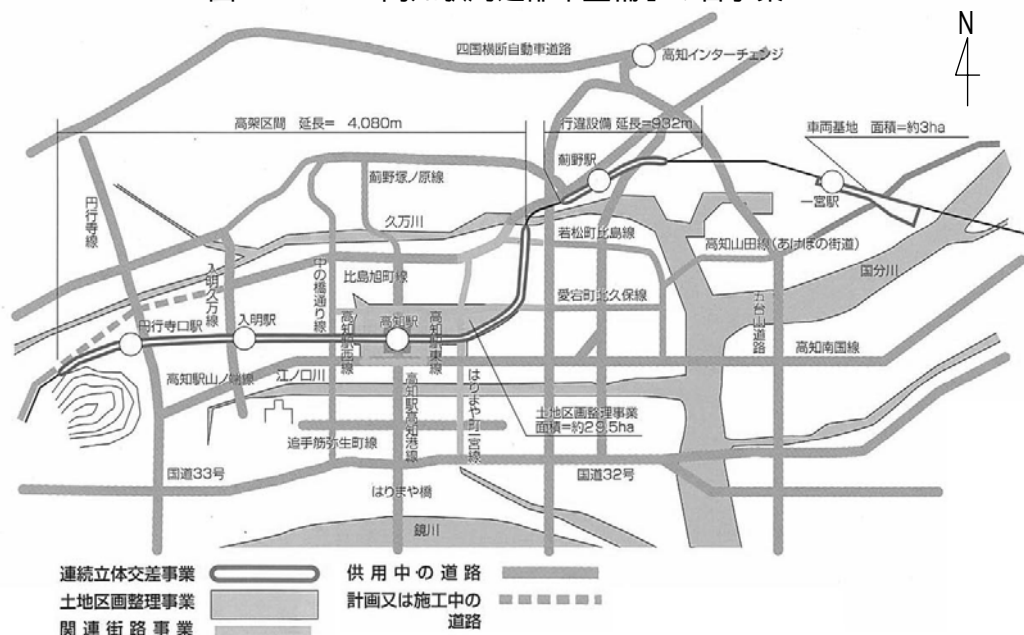 N
四国横断自動車道路
高知インターチェンジ
高架区間 延長= 4,080m
行違設備 延長=932m
車両基地 面積=約3ha
薊野駅
一宮駅
円行寺線
薊野塚ノ原線
久万川
若松町比島線
高知山田線(あけぼの街道)
国分川
入明久万線
中の橋通り線
比島旭町線
愛宕町北久保線
五台山道路
円行寺口駅
入明駅
高知駅西線
高知駅
高知駅東線
高知南国線
高知駅山ノ端線
江ノ口川
高知駅高知港線
はりまや町一宮線
土地区画整理事業
面積=約29.5ha
追手筋弥生町線
国道33号
国道32号
はりまや橋
鏡川
連続立体交差事業
供用中の道路
土地区画整理事業
計画又は施工中の
道路
関連街路事業